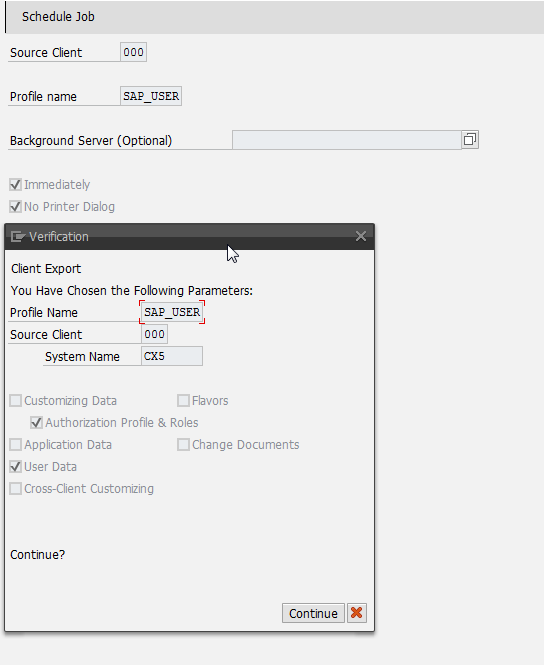 Schedule Job
Source Client 000
Profile name SAP_USER
Background Server (Optional)
Immediately
No Printer Dialog
Verification
Client Export
You Have Chosen the Following Parameters:
Profile Name SAP_USER
Source Client 000
System Name CX5
Customizing Data Flavors
Authorization Profile & Roles
Application Data Change Documents
User Data
Cross-Client Customizing
Continue?
Continue